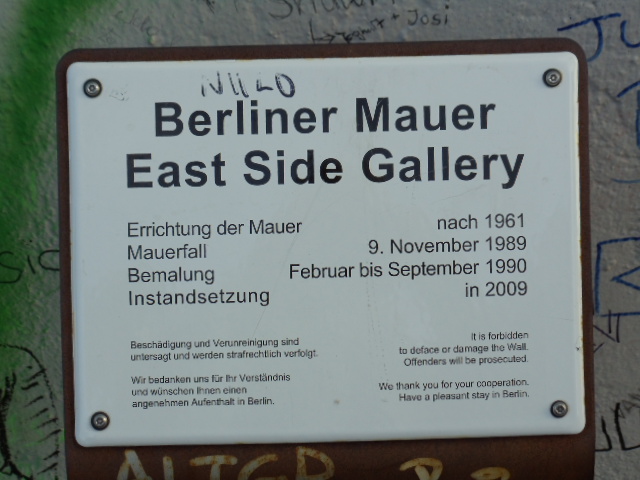 + Josi
NILO
Berliner Mauer
East Side Gallery
Errichtung der Mauer nach 1961
Mauerfall 9. November 1989
Bemalung Februar bis September 1990
Instandsetzung in 2009
Beschädigung und Verunreinigung sind
untersagt und werden strafrechtlich verfolgt.
Wir bedanken uns für Ihr Verständnis
und wünschen Ihnen einen
angenehmen Aufenthalt in Berlin.
It is forbidden
to deface or damage the Wall.
Offenders will be prosecuted.
We thank you for your cooperation.
Have a pleasant stay in Berlin.